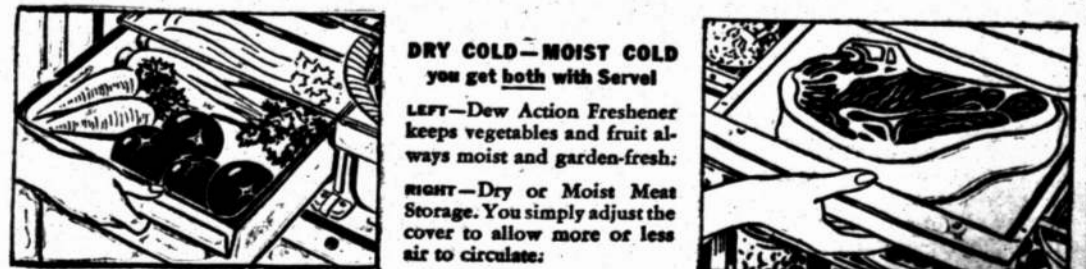 DRY COLD—MOIST COLD
you get both with Servel
LEFT—Dew Action Freshener
keeps vegetables and fruit al-
ways moist and garden-fresh.
RIGHT—Dry or Moist Meat
Storage. You simply adjust the
cover to allow more or less
air to circulate.